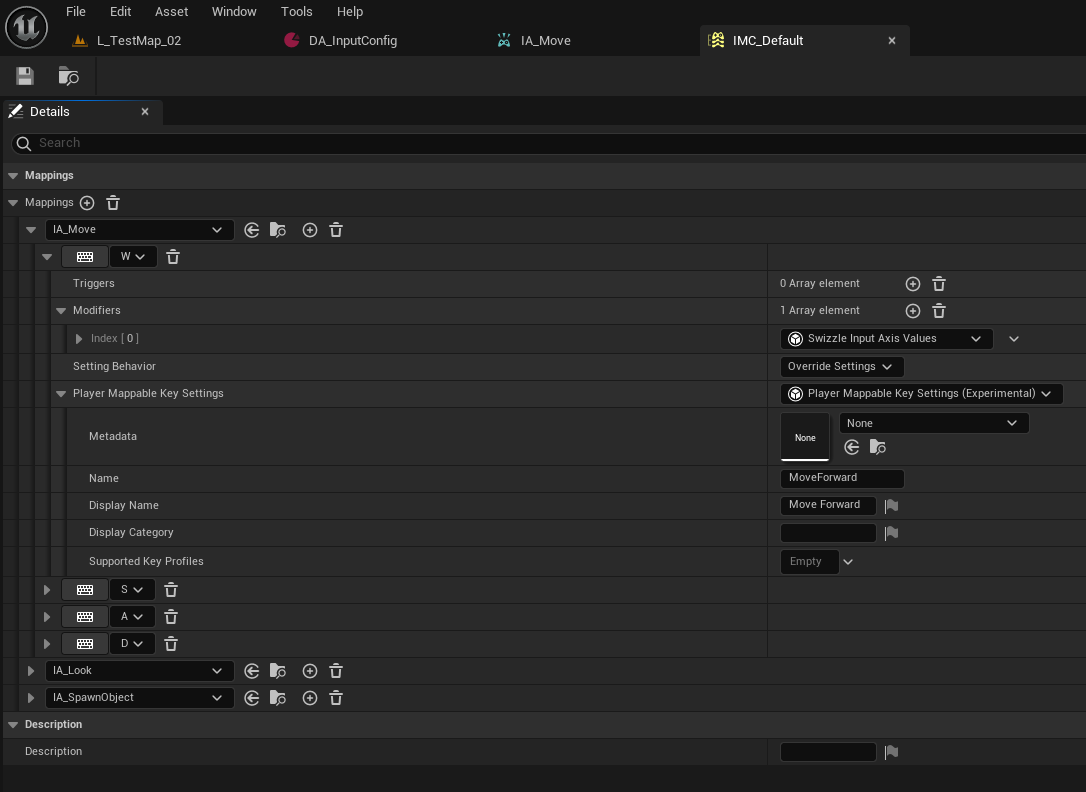 File Edit Asset Window Tools Help
L_TestMap_02 DA_InputConfig IA_Move IMC_Default
Details
Search
Mappings
Mappings
IA_Move
W
Triggers 0 Array element
Modifiers 1 Array element
Index [ 0 ] Swizzle Input Axis Values
Setting Behavior Override Settings
Player Mappable Key Settings Player Mappable Key Settings (Experimental)
Metadata None None
Name MoveForward
Display Name Move Forward
Display Category
Supported Key Profiles Empty
S
A
D
IA_Look
IA_SpawnObject
Description
Description